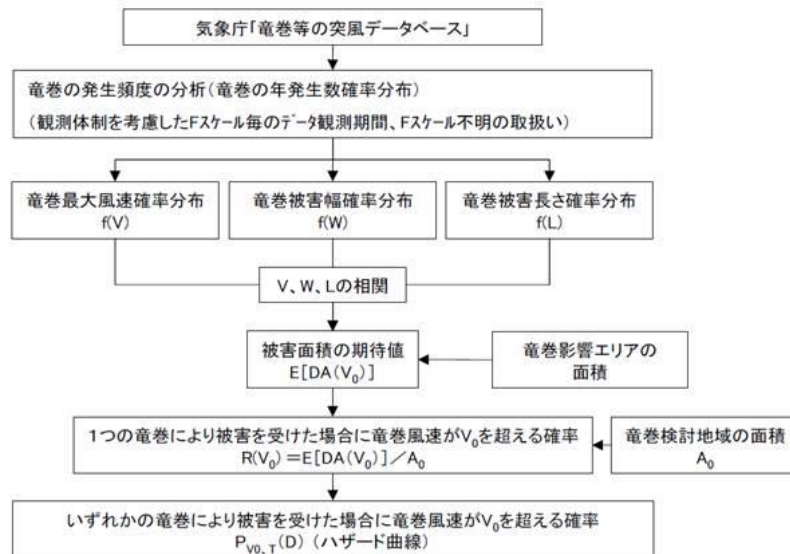 気象庁「竜巻等の突風データベース」
竜巻の発生頻度の分析(竜巻の年発生数確率分布)
(観測体制を考慮したFスケール毎のデータ観測期間、Fスケール不明の取扱い)
竜巻最大風速確率分布
f(V)
竜巻被害幅確率分布
f(W)
竜巻被害長さ確率分布
f(L)
V、W、Lの相関
被害面積の期待値
E[DA(V₀)]
竜巻影響エリアの
面積
1つの竜巻により被害を受けた場合に竜巻風速がV₀を超える確率
R(V₀)=E[DA(V₀)]/A₀
竜巻検討地域の面積
A₀
いずれかの竜巻により被害を受けた場合に竜巻風速がV₀を超える確率
P_{V0,T}(D) (ハザード曲線)